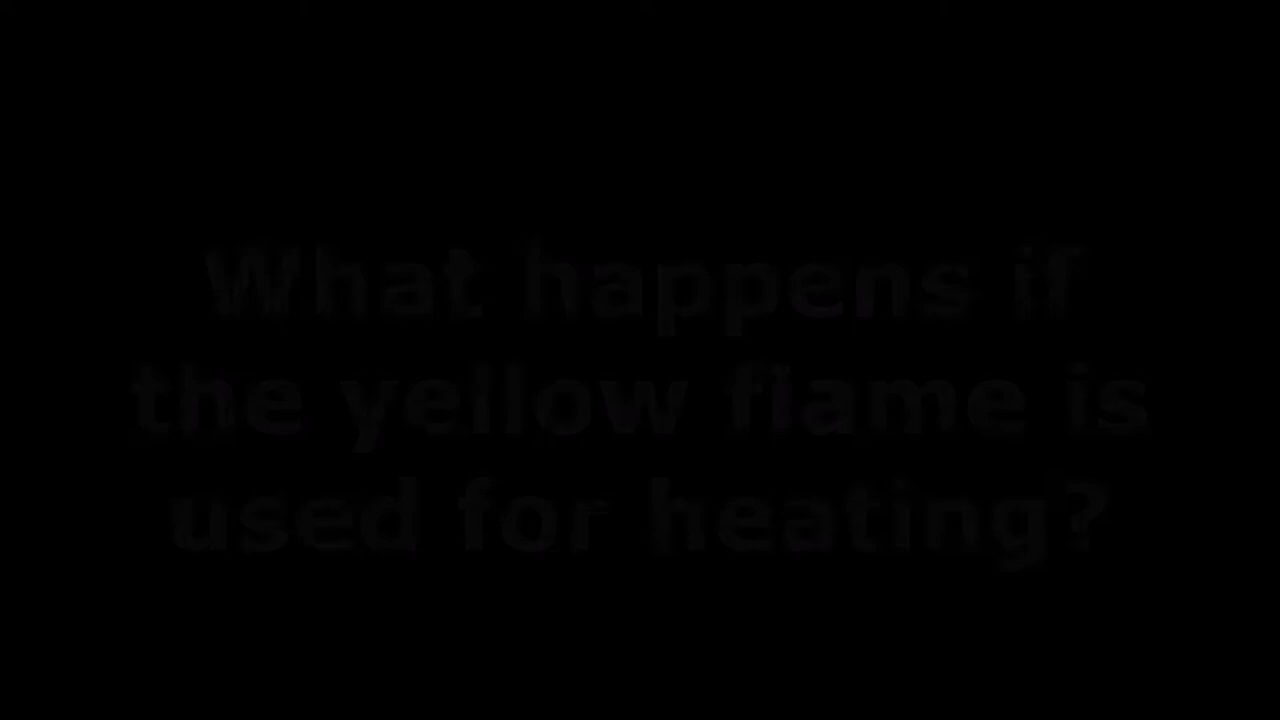 What happens if
the yellow flame is
used for heating?